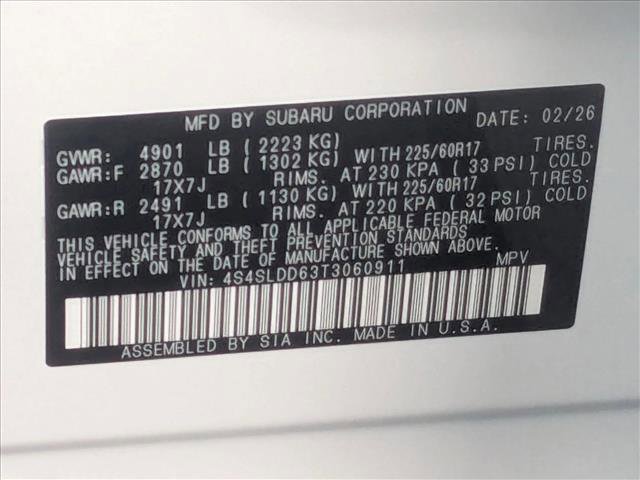 MFD BY SUBARU CORPORATION DATE: 02/26
GVWR: 4901 LB ( 2223 KG)
GAWR:F 2870 LB ( 1302 KG) WITH 225/60R17 TIRES.
17X7J RIMS. AT 230 KPA ( 33 PSI) COLD
GAWR:R 2491 LB ( 1130 KG) WITH 225/60R17 TIRES.
17X7J RIMS. AT 220 KPA ( 32 PSI) COLD
THIS VEHICLE CONFORMS TO ALL APPLICABLE FEDERAL MOTOR
VEHICLE SAFETY AND THEFT PREVENTION STANDARDS
IN EFFECT ON THE DATE OF MANUFACTURE SHOWN ABOVE.
VIN: 4S4SLDD63T3060911 MPV
ASSEMBLED BY SIA INC. MADE IN U.S.A.